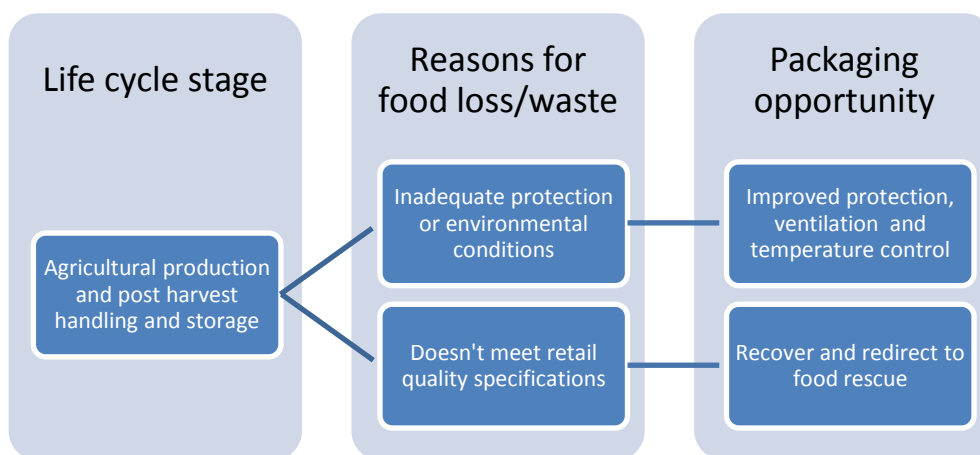 Life cycle stage
Agricultural production
and post harvest
handling and storage
Reasons for
food loss/waste
Inadequate protection
or environmental
conditions
Doesn't meet retail
quality specifications
Packaging
opportunity
Improved protection,
ventilation and
temperature control
Recover and redirect to
food rescue